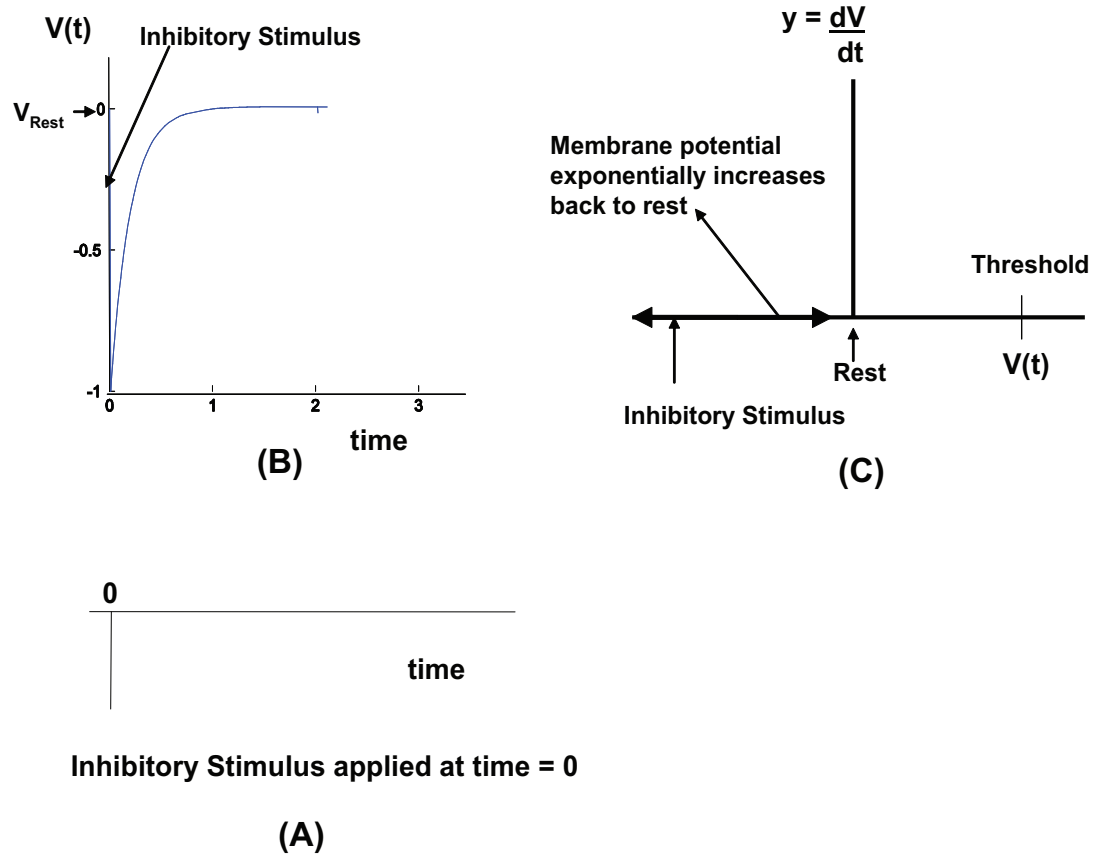 V(t)
Inhibitory Stimulus
V_Rest
0
-0.5
-1
0
1
2
3
time
(B)
y = dV
dt
Membrane potential
exponentially increases
back to rest
Threshold
Rest
V(t)
Inhibitory Stimulus
(C)
0
time
Inhibitory Stimulus applied at time = 0
(A)